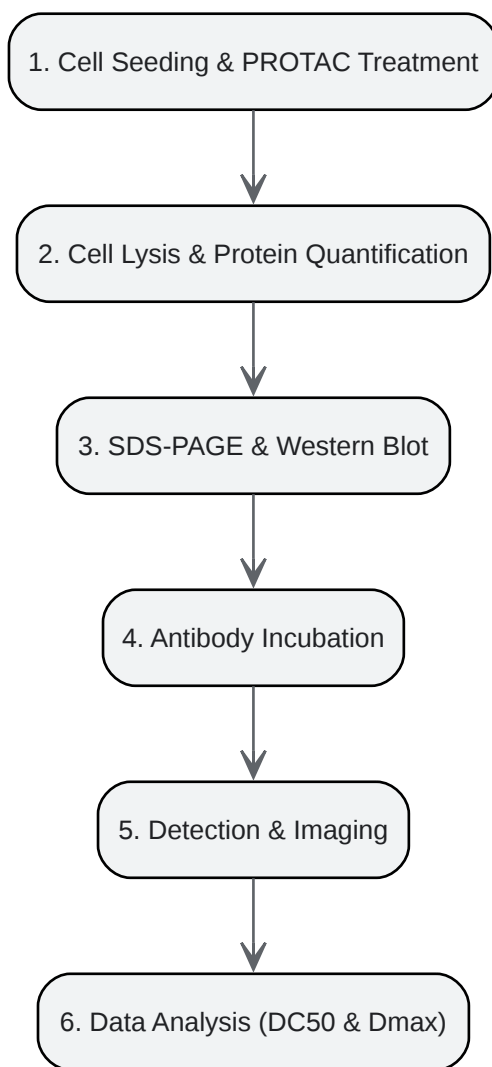 1. Cell Seeding & PROTAC Treatment
2. Cell Lysis & Protein Quantification
3. SDS-PAGE & Western Blot
4. Antibody Incubation
5. Detection & Imaging
6. Data Analysis (DC50 & Dmax)